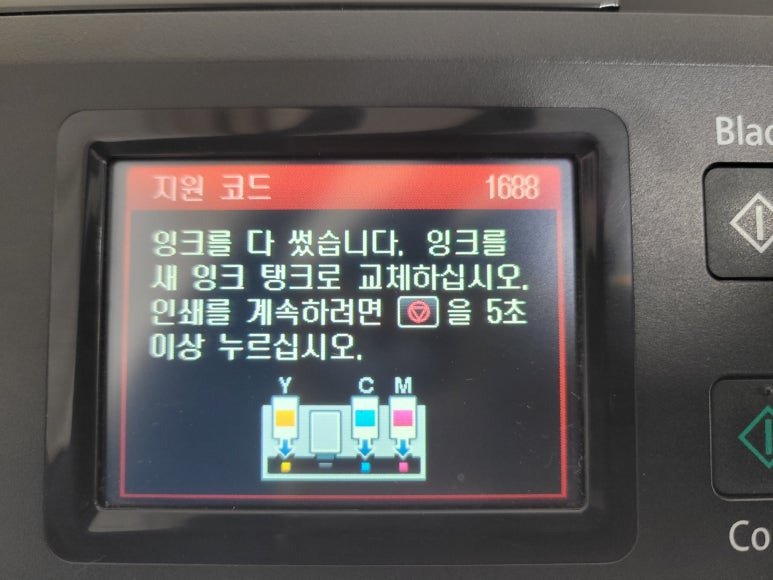 지원 코드 1688
잉크를 다 썼습니다. 잉크를
새 잉크 탱크로 교체하십시오.
인쇄를 계속하려면 을 5초
이상 누르십시오.
Y C M
Blac
Co